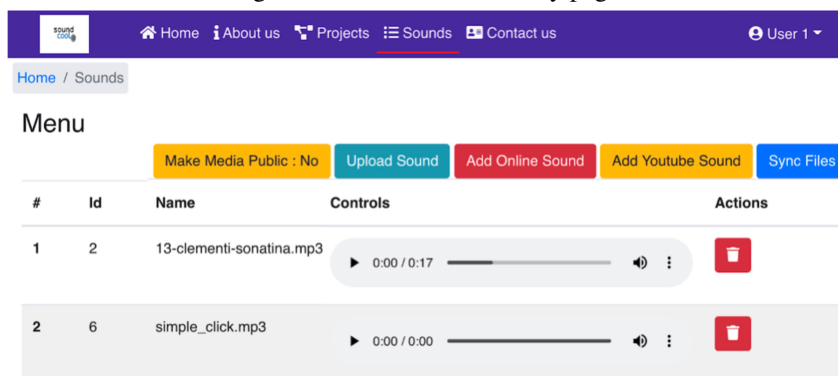 sound
cool
Home About us Projects Sounds Contact us User 1
Home / Sounds
Menu
Make Media Public : No Upload Sound Add Online Sound Add Youtube Sound Sync Files
# Id Name Controls Actions
1 2 13-clementi-sonatina.mp3 0:00 / 0:17
2 6 simple_click.mp3 0:00 / 0:00